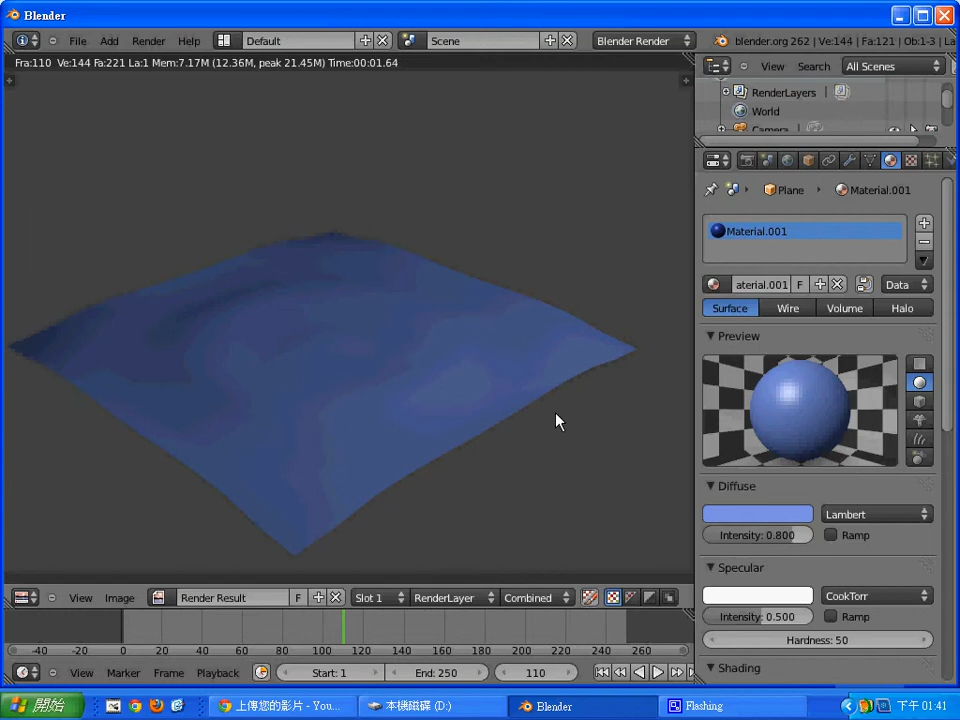 Blender
File Add Render Help Default Scene Blender Render blender.org 262 | Ve:144 | Fa:121 | Ob:1-3 | La
Fra:110 Ve:144 Fa:221 La:1 Mem:7.17M (12.36M, peak 21.45M) Time:00:01.64
View Search All Scenes
RenderLayers
World
Camera
Plane Material.001
Material.001
aterial.001 F Data
Surface Wire Volume Halo
Preview
Diffuse
Lambert
Intensity: 0.800 Ramp
Specular
CookTorr
Intensity: 0.500 Ramp
Hardness: 50
Shading
View Image Render Result F Slot 1 RenderLayer Combined
-40 -20 0 20 40 60 80 100 120 140 160 180 200 220 240 260
View Marker Frame Playback Start: 1 End: 250 110
開始 上傳您的影片 - You... 本機磁碟 (D:) Blender Flashing 下午 01:41